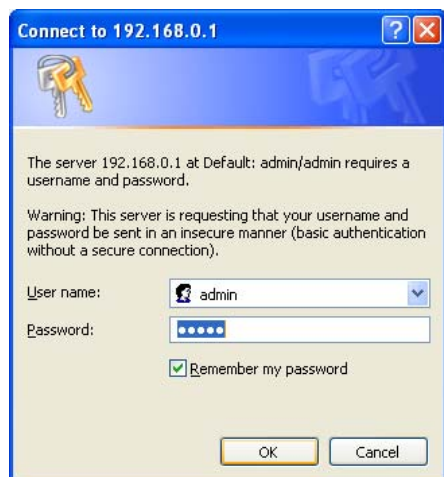 Connect to 192.168.0.1
The server 192.168.0.1 at Default: admin/admin requires a
username and password.
Warning: This server is requesting that your username and
password be sent in an insecure manner (basic authentication
without a secure connection).
User name:
admin
Password:
●●●●●
Remember my password
OK
Cancel